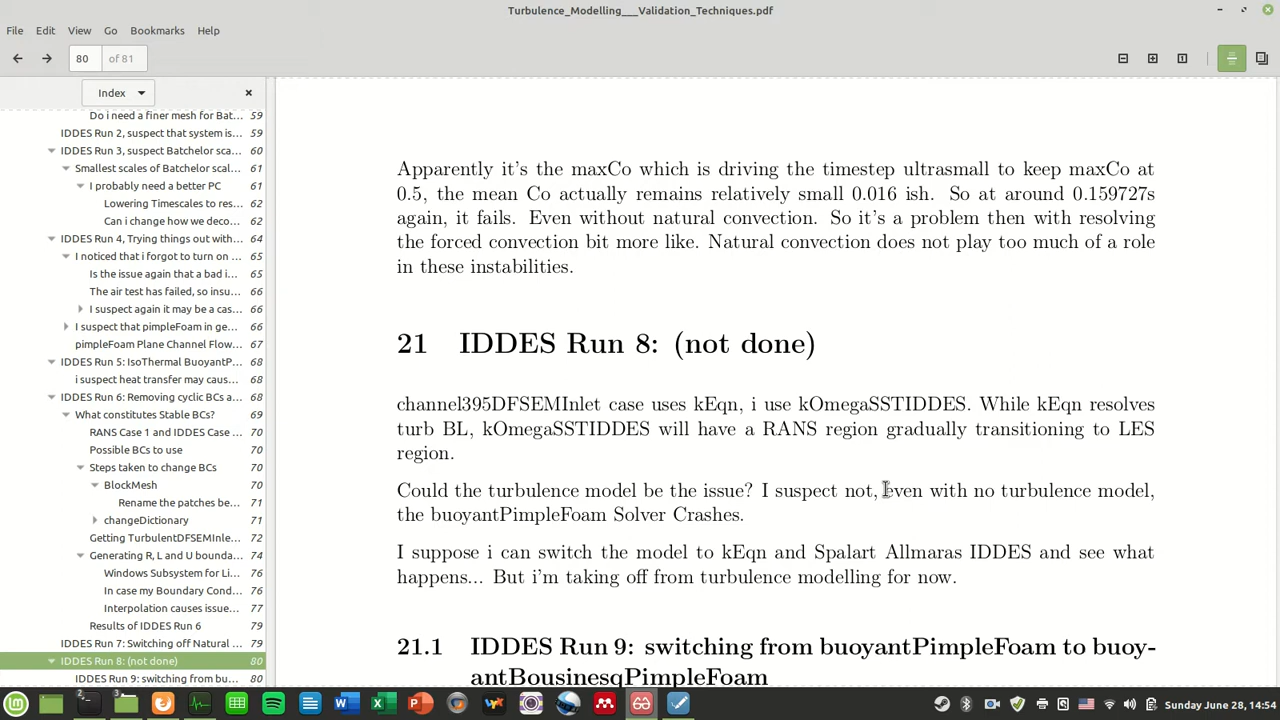 Turbulence_Modelling___Validation_Techniques.pdf
File Edit View Go Bookmarks Help
80 of 81
Index
Do i need a finer mesh for Bat... 59
IDDES Run 2, suspect that system is... 59
IDDES Run 3, suspect Batchelor sca... 60
Smallest scales of Batchelor scal... 61
I probably need a better PC 61
Lowering Timescales to res... 62
Can i change how we deco... 62
IDDES Run 4, Trying things out with... 64
I noticed that i forgot to turn on ... 65
Is the issue again that a bad i... 65
The air test has failed, so insu... 66
I suspect again it may be a cas... 66
I suspect that pimpleFoam in ge... 66
pimpleFoam Plane Channel Flow... 67
IDDES Run 5: IsoThermal BuoyantP... 68
i suspect heat transfer may caus... 68
IDDES Run 6: Removing cyclic BCs a... 68
What constitutes Stable BCs? 69
RANS Case 1 and IDDES Case ... 70
Possible BCs to use 70
Steps taken to change BCs 70
BlockMesh 70
Rename the patches be... 71
changeDictionary 71
Getting TurbulentDFSEMInle... 72
Generating R, L and U bounda... 74
Windows Subsystem for Li... 76
In case my Boundary Cond... 76
Interpolation causes issue... 77
Results of IDDES Run 6 79
IDDES Run 7: Switching off Natural ... 79
IDDES Run 8: (not done) 80
IDDES Run 9: switching from bu... 80
Apparently it's the maxCo which is driving the timestep ultrasmall to keep maxCo at
0.5, the mean Co actually remains relatively small 0.016 ish. So at around 0.159727s
again, it fails. Even without natural convection. So it's a problem then with resolving
the forced convection bit more like. Natural convection does not play too much of a role
in these instabilities.
21 IDDES Run 8: (not done)
channel395DFSEMInlet case uses kEqn, i use kOmegaSSTIDDES. While kEqn resolves
turb BL, kOmegaSSTIDDES will have a RANS region gradually transitioning to LES
region.
Could the turbulence model be the issue? I suspect not, even with no turbulence model,
the buoyantPimpleFoam Solver Crashes.
I suppose i can switch the model to kEqn and Spalart Allmaras IDDES and see what
happens... But i'm taking off from turbulence modelling for now.
21.1 IDDES Run 9: switching from buoyantPimpleFoam to buoy-
antBousinesqPimpleFoam
2 3
Sunday June 28, 14:54